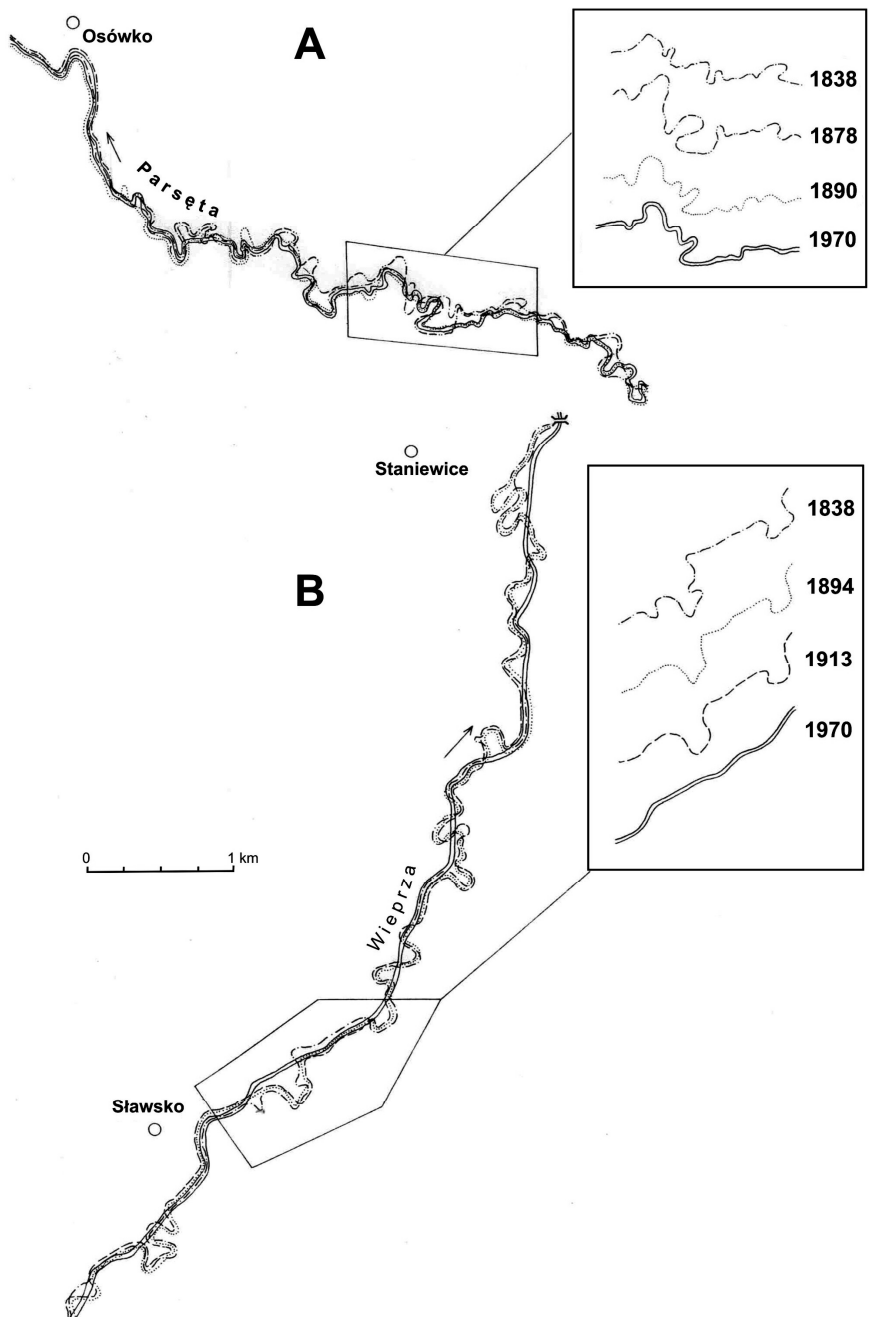 A
Osówko
Parsęta
1838
1878
1890
1970
Staniewice
B
1838
1894
1913
1970
0 1 km
Wieprza
Sławsko